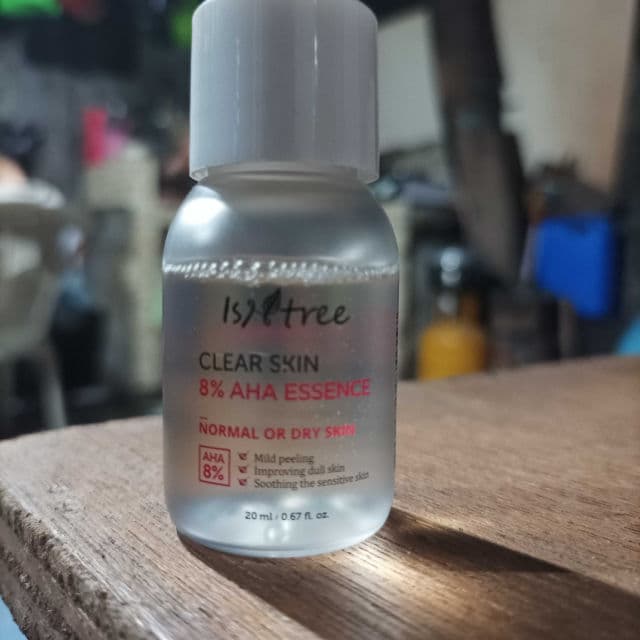 Isntree
CLEAR SKIN
8% AHA ESSENCE
NORMAL OR DRY SKIN
AHA
8%
Mild peeling
Improving dull skin
Soothing the sensitive skin
20 ml / 0.67 fl. oz.